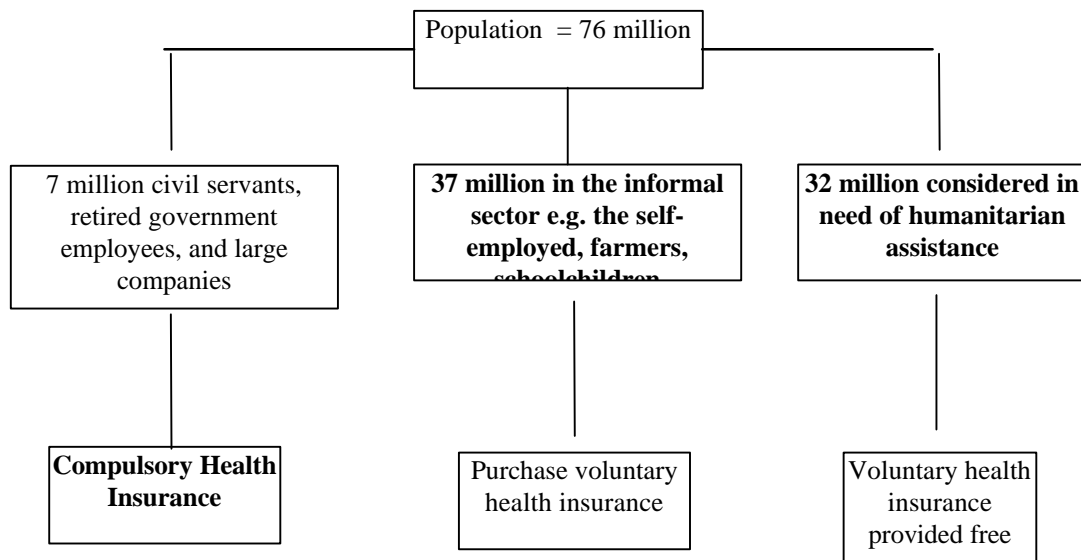 Population = 76 million
7 million civil servants,
retired government
employees, and large
companies
37 million in the informal
sector e.g. the self-
employed, farmers,
schoolchildren
32 million considered in
need of humanitarian
assistance
Compulsory Health
Insurance
Purchase voluntary
health insurance
Voluntary health
insurance
provided free